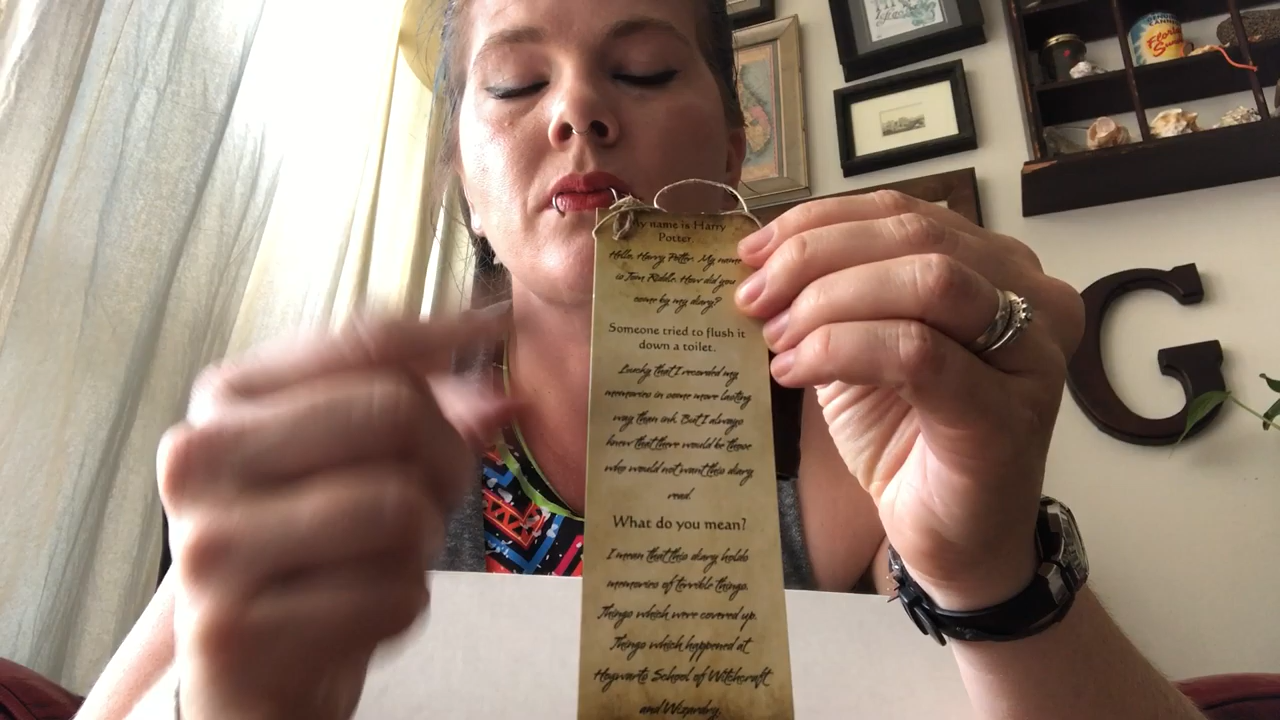 My name is Harry
Potter
Hello, Harry Potter. My name
is Tom Riddle. How did you
come by my diary?
Someone tried to flush it
down a toilet.
Lucky that I recorded my
memories in some more lasting
way than ink. But I always
knew that there would be those
who would not want this diary
read.
What do you mean?
I mean that this diary holds
memories of terrible things.
Things which were covered up.
Things which happened at
Hogwarts School of Witchcraft
and Wizardry.
Florida
Sun
G